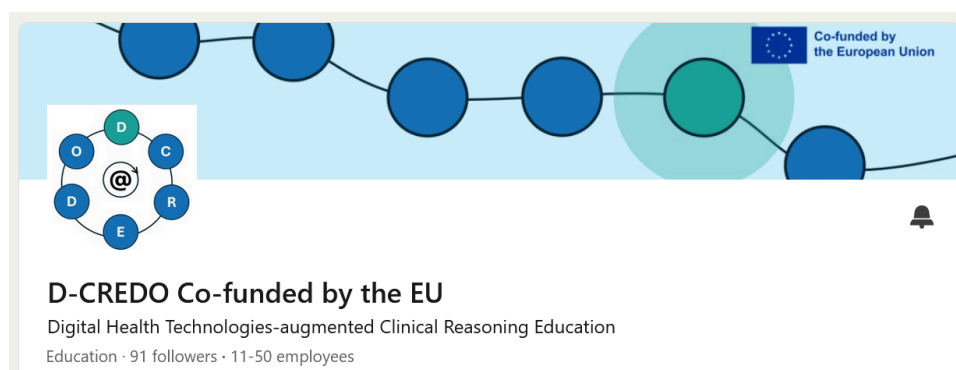 Co-funded by
the European Union
D
C
R
E
D
O
@
D-CREDO Co-funded by the EU
Digital Health Technologies-augmented Clinical Reasoning Education
Education · 91 followers · 11-50 employees